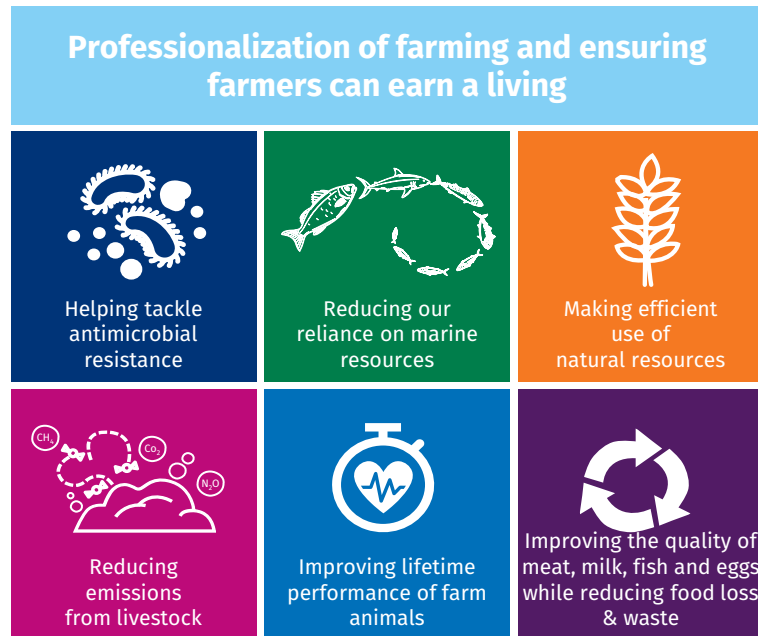 Professionalization of farming and ensuring
farmers can earn a living
Helping tackle
antimicrobial
resistance
Reducing our
reliance on marine
resources
Making efficient
use of
natural resources
CH₄
Co₂
N₂O
Reducing
emissions
from livestock
Improving lifetime
performance of farm
animals
Improving the quality of
meat, milk, fish and eggs
while reducing food loss
& waste